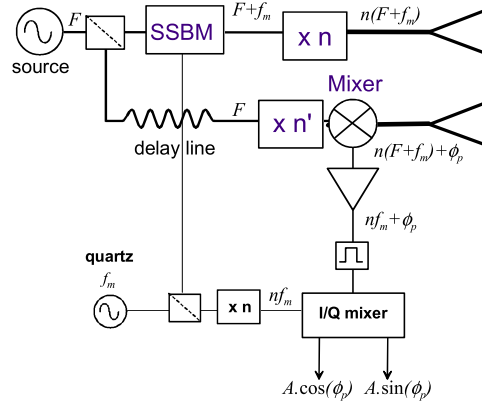 F
SSBM
F+fm
x n
n(F+fm)
source
Mixer
F
x n'
delay line
n(F+fm)+ϕp
nfm+ϕp
quartz
fm
x n
nfm
I/Q mixer
A.cos(ϕp)
A.sin(ϕp)